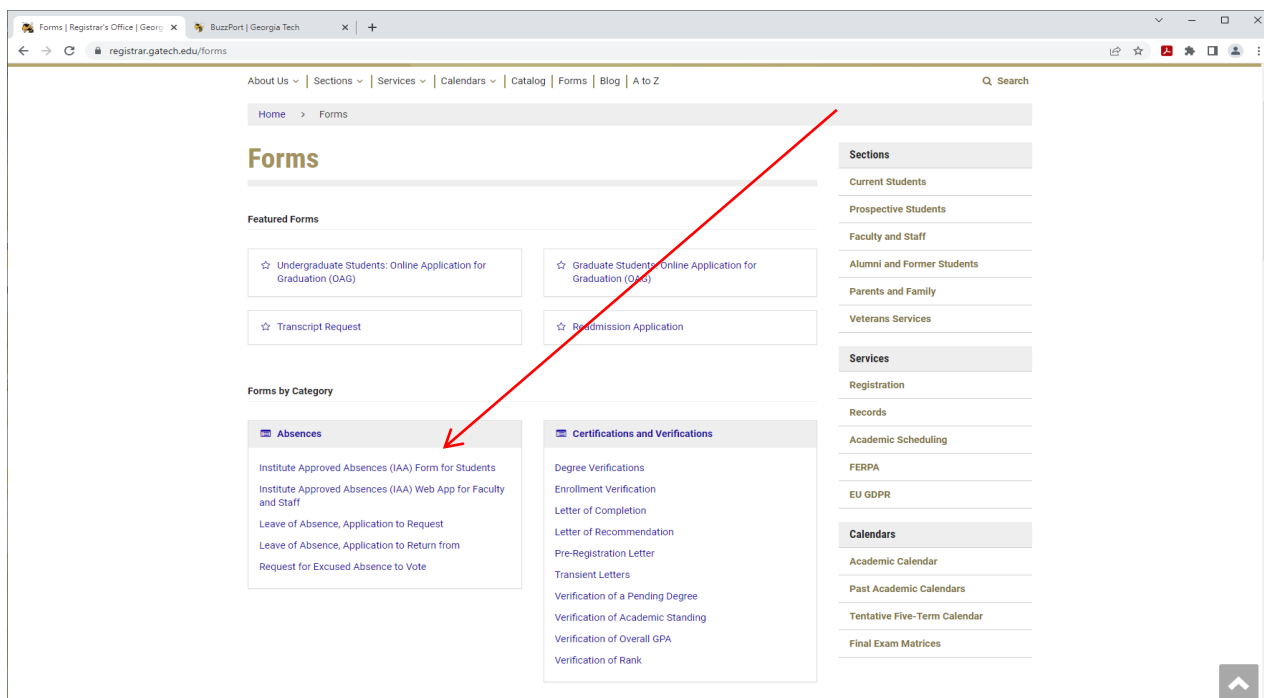 Forms | Registrar's Office | Georg
BuzzPort | Georgia Tech
registrar.gatech.edu/forms
About Us | Sections | Services | Calendars | Catalog | Forms | Blog | A to Z
Search
Home > Forms
Forms
Featured Forms
Undergraduate Students: Online Application for
Graduation (OAG)
Graduate Students: Online Application for
Graduation (OAG)
Transcript Request
Readmission Application
Forms by Category
Absences
Institute Approved Absences (IAA) Form for Students
Institute Approved Absences (IAA) Web App for Faculty
and Staff
Leave of Absence, Application to Request
Leave of Absence, Application to Return from
Request for Excused Absence to Vote
Certifications and Verifications
Degree Verifications
Enrollment Verification
Letter of Completion
Letter of Recommendation
Pre-Registration Letter
Transient Letters
Verification of a Pending Degree
Verification of Academic Standing
Verification of Overall GPA
Verification of Rank
Sections
Current Students
Prospective Students
Faculty and Staff
Alumni and Former Students
Parents and Family
Veterans Services
Services
Registration
Records
Academic Scheduling
FERPA
EU GDPR
Calendars
Academic Calendar
Past Academic Calendars
Tentative Five-Term Calendar
Final Exam Matrices